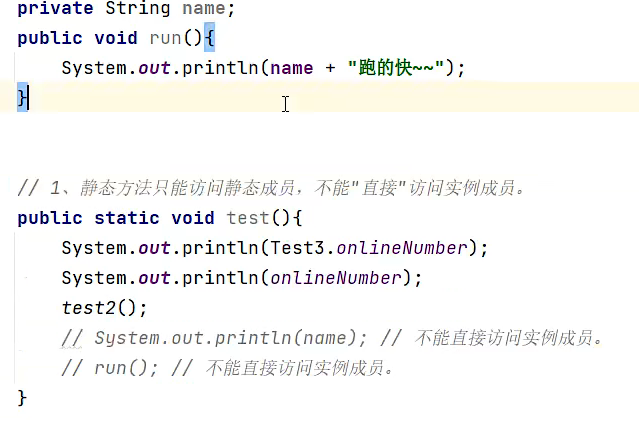 private String name;
public void run(){
System.out.println(name + "跑的快~~");
}
// 1、静态方法只能访问静态成员，不能"直接"访问实例成员。
public static void test(){
System.out.println(Test3.onlineNumber);
System.out.println(onlineNumber);
test2();
// System.out.println(name); // 不能直接访问实例成员。
// run(); // 不能直接访问实例成员。
}